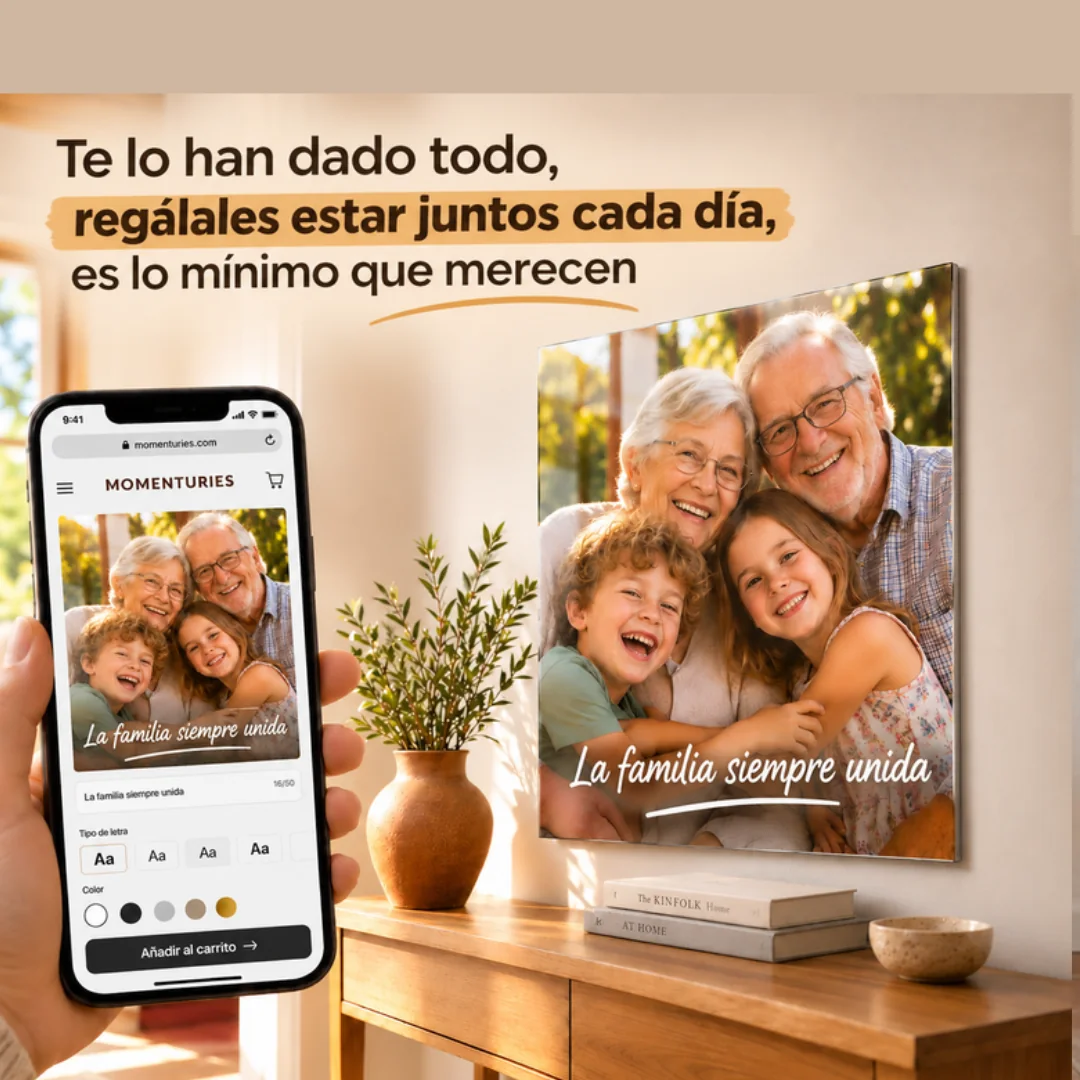 Te lo han dado todo,
regálales estar juntos cada día,
es lo mínimo que merecen
9:41
momenturies.com
MOMENTURIES
La familia siempre unida
La familia siempre unida
16/50
Tipo de letra
Aa Aa Aa Aa
Color
Añadir al carrito →
La familia siempre unida
The KINFOLK Home
AT HOME